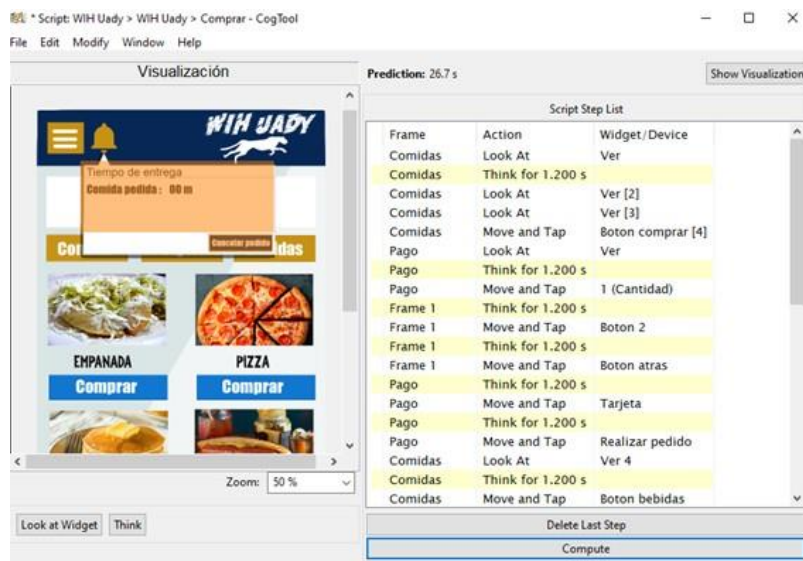 * Script: WIH Uady > WIH Uady > Comprar - CogTool
File Edit Modify Window Help
Visualización
WIH UADY
Tiempo de entrega
Comida pedida : 00 m
Cancelar pedido
Co
das
EMPANADA PIZZA
Comprar Comprar
Zoom: 50 %
Look at Widget Think
Prediction: 26.7 s Show Visualization
Script Step List
Frame Action Widget/Device
Comidas Look At Ver
Comidas Think for 1.200 s
Comidas Look At Ver [2]
Comidas Look At Ver [3]
Comidas Move and Tap Boton comprar [4]
Pago Look At Ver
Pago Think for 1.200 s
Pago Move and Tap 1 (Cantidad)
Frame 1 Think for 1.200 s
Frame 1 Move and Tap Boton 2
Frame 1 Think for 1.200 s
Frame 1 Move and Tap Boton atras
Pago Think for 1.200 s
Pago Move and Tap Tarjeta
Pago Think for 1.200 s
Pago Move and Tap Realizar pedido
Comidas Look At Ver 4
Comidas Think for 1.200 s
Comidas Move and Tap Boton bebidas
Delete Last Step
Compute